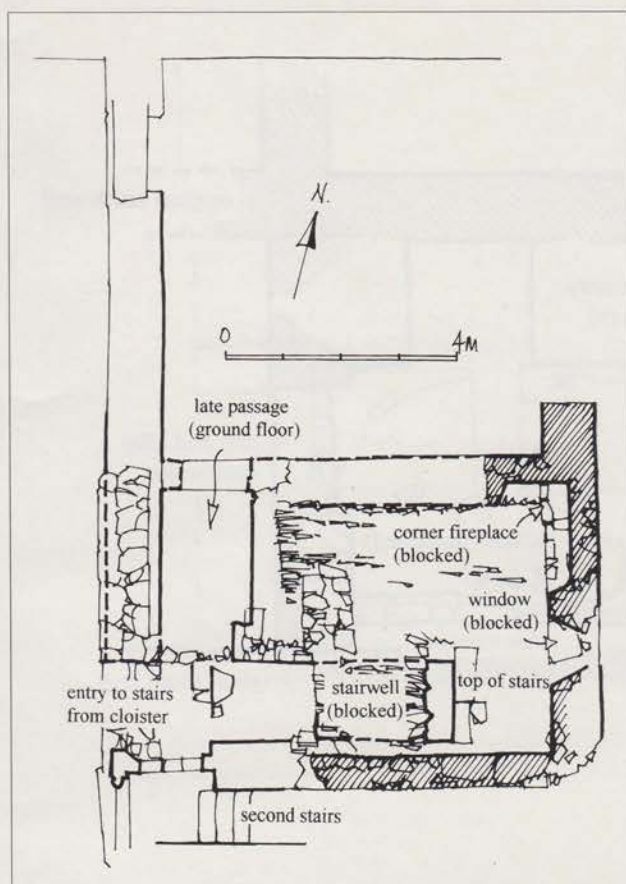 N.
0
4M
late passage
(ground floor)
corner fireplace
(blocked)
window
(blocked)
entry to stairs
from cloister
stairwell
(blocked)
top of stairs
second stairs